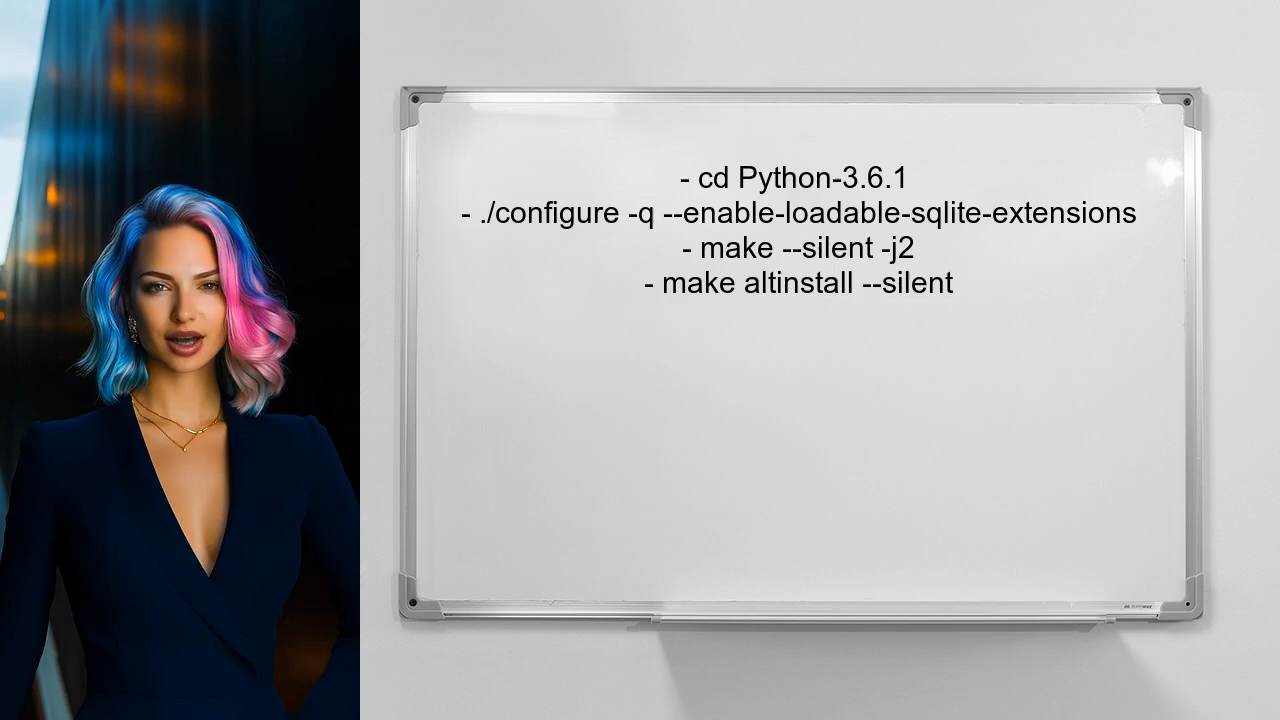 - cd Python-3.6.1
- ./configure -q --enable-loadable-sqlite-extensions
- make --silent -j2
- make altinstall --silent